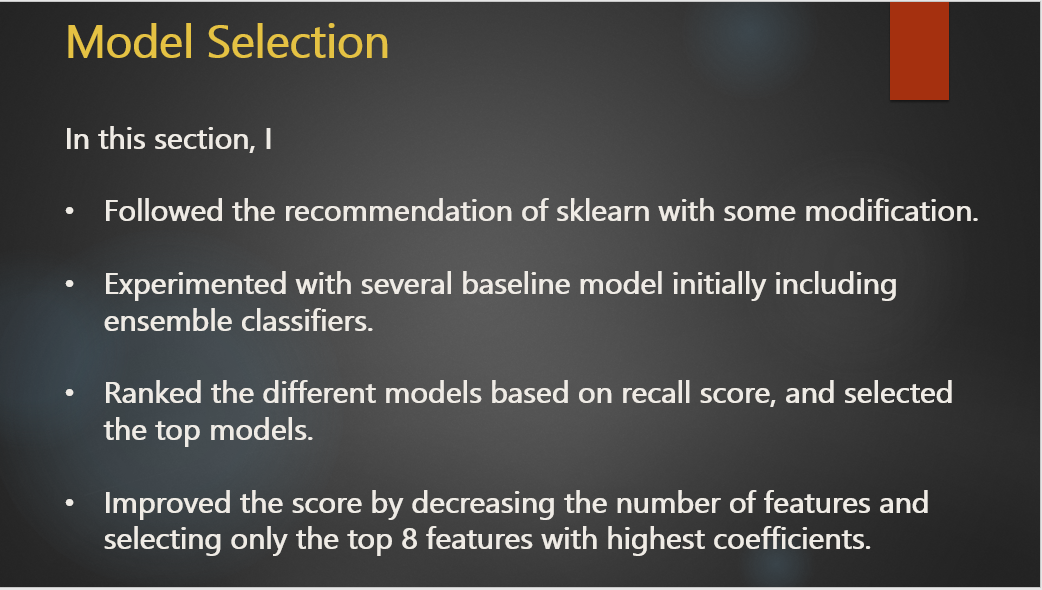 Model Selection
In this section, I
• Followed the recommendation of sklearn with some modification.
• Experimented with several baseline model initially including
ensemble classifiers.
• Ranked the different models based on recall score, and selected
the top models.
• Improved the score by decreasing the number of features and
selecting only the top 8 features with highest coefficients.